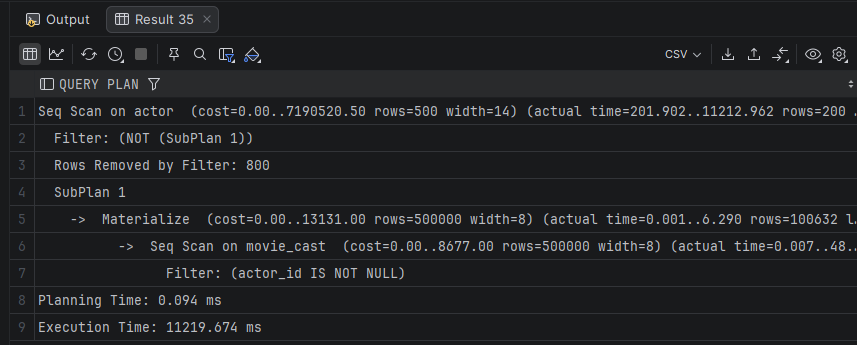 Output
Result 35
CSV
QUERY PLAN
1 Seq Scan on actor (cost=0.00..7190520.50 rows=500 width=14) (actual time=201.902..11212.962 rows=200 .
2 Filter: (NOT (SubPlan 1))
3 Rows Removed by Filter: 800
4 SubPlan 1
5 -> Materialize (cost=0.00..13131.00 rows=500000 width=8) (actual time=0.001..6.290 rows=100632 l.
6 -> Seq Scan on movie_cast (cost=0.00..8677.00 rows=500000 width=8) (actual time=0.007..48..
7 Filter: (actor_id IS NOT NULL)
8 Planning Time: 0.094 ms
9 Execution Time: 11219.674 ms